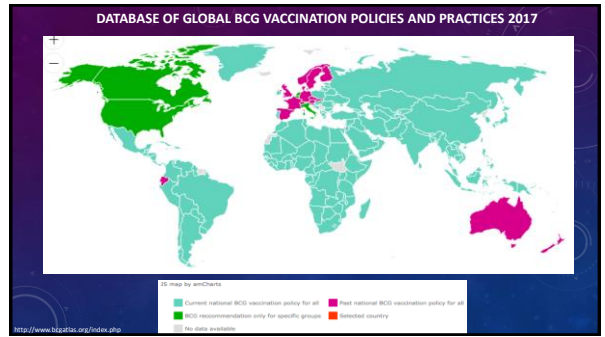 DATABASE OF GLOBAL BCG VACCINATION POLICIES AND PRACTICES 2017
+
−
JS map by amCharts
Current national BCG vaccination policy for all
Past national BCG vaccination policy for all
BCG reccommendation only for specific groups
Selected country
No data available
http://www.bcgatlas.org/index.php